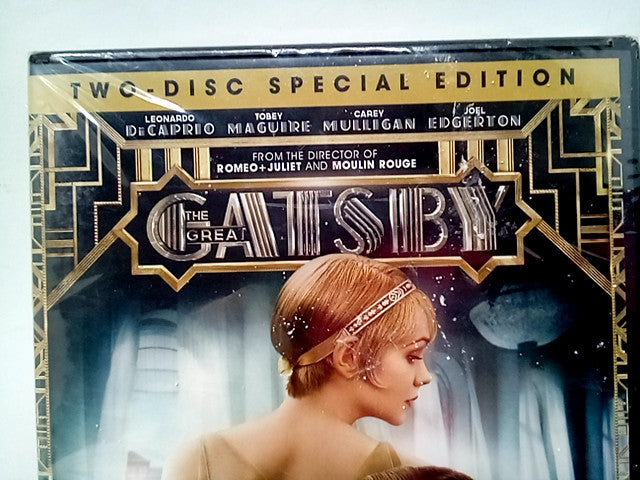 TWO-DISC SPECIAL EDITION
LEONARDO DiCAPRIO TOBEY MAGUIRE CAREY MULLIGAN JOEL EDGERTON
FROM THE DIRECTOR OF
ROMEO+JULIET AND MOULIN ROUGE
THE GREAT GATSBY